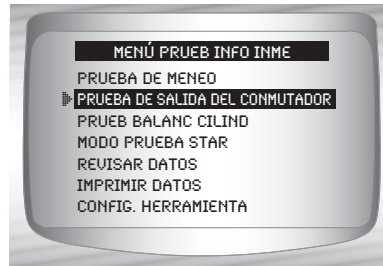 MENÚ PRUEB INFO INME
PRUEBA DE MENEO
PRUEBA DE SALIDA DEL CONMUTADOR
PRUEB BALANC CILIND
MODO PRUEBA STAR
REVISAR DATOS
IMPRIMIR DATOS
CONFIG. HERRAMIENTA